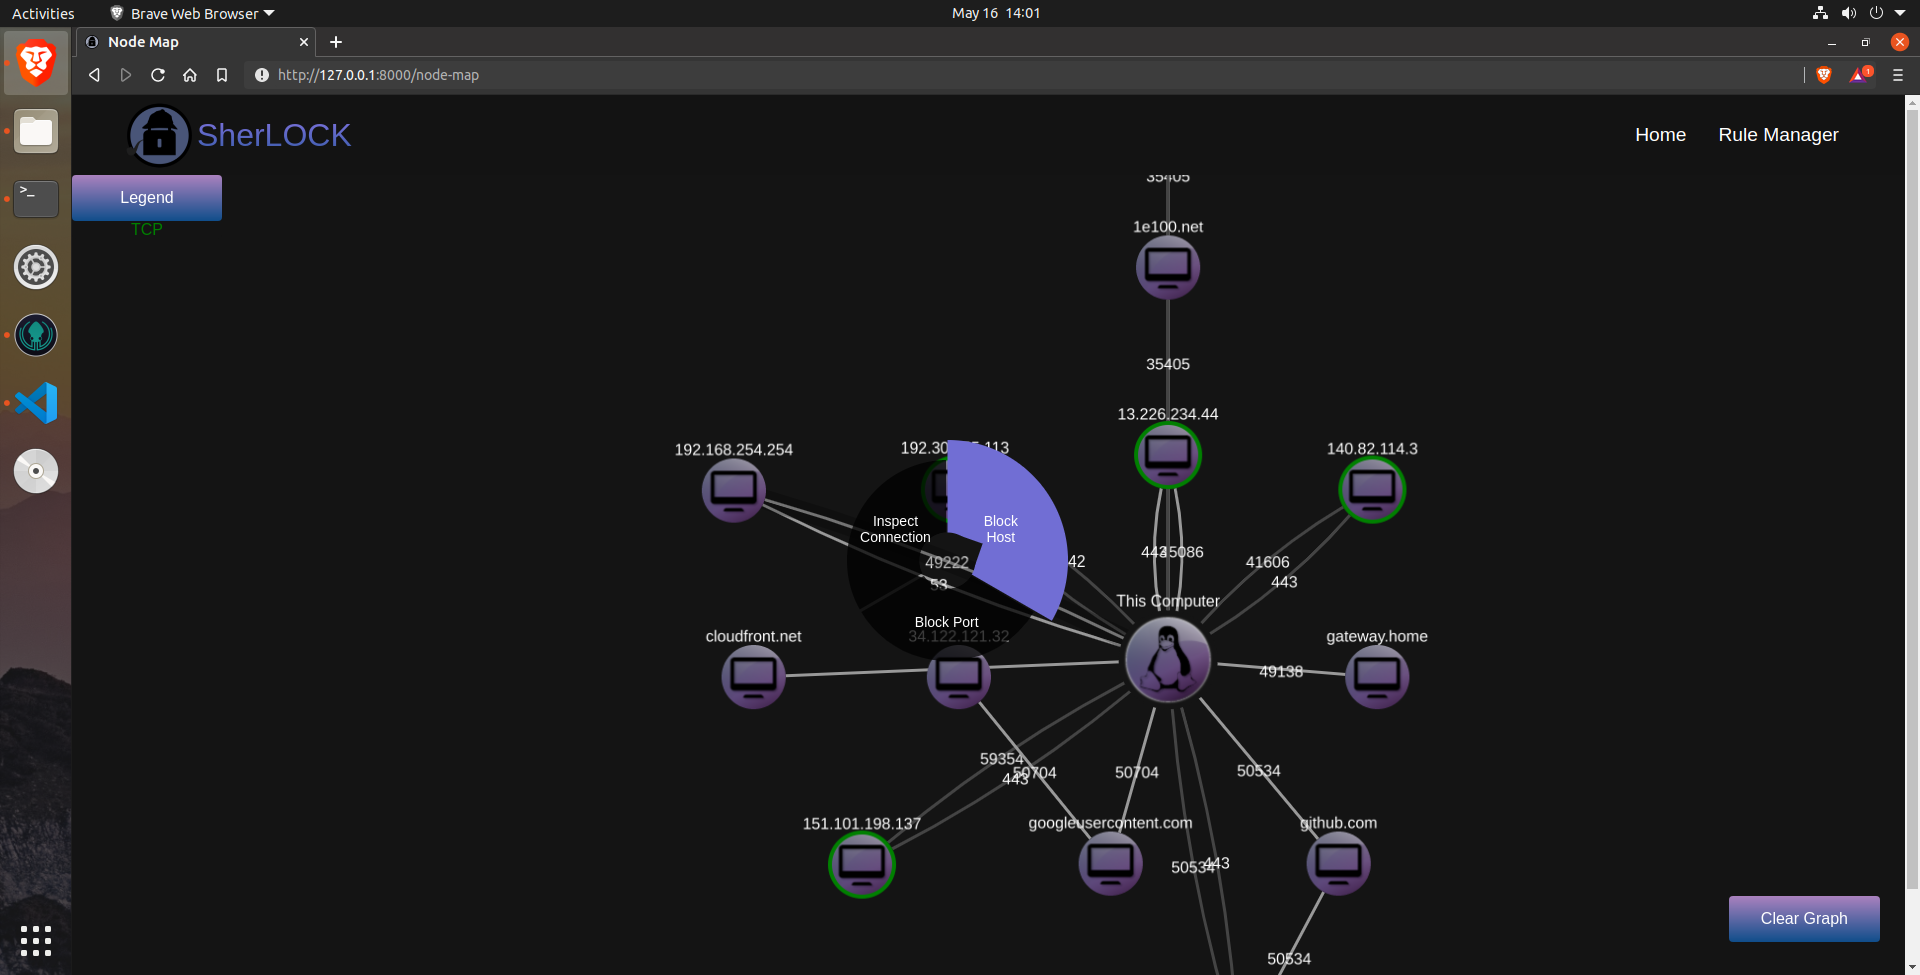 Activities
Brave Web Browser
May 16 14:01
Node Map
http://127.0.0.1:8000/node-map
1
SherLOCK
Home
Rule Manager
Legend
TCP
35405
1e100.net
35405
13.226.234.44
192.168.254.254
192.30
113
140.82.114.3
Inspect
Connection
Block
Host
443
45086
42
41606
443
49222
53
This Computer
Block Port
34.122.121.32
cloudfront.net
gateway.home
49138
59354
50704
443
50704
50534
151.101.198.137
googleusercontent.com
github.com
50534
443
50534
Clear Graph
>_